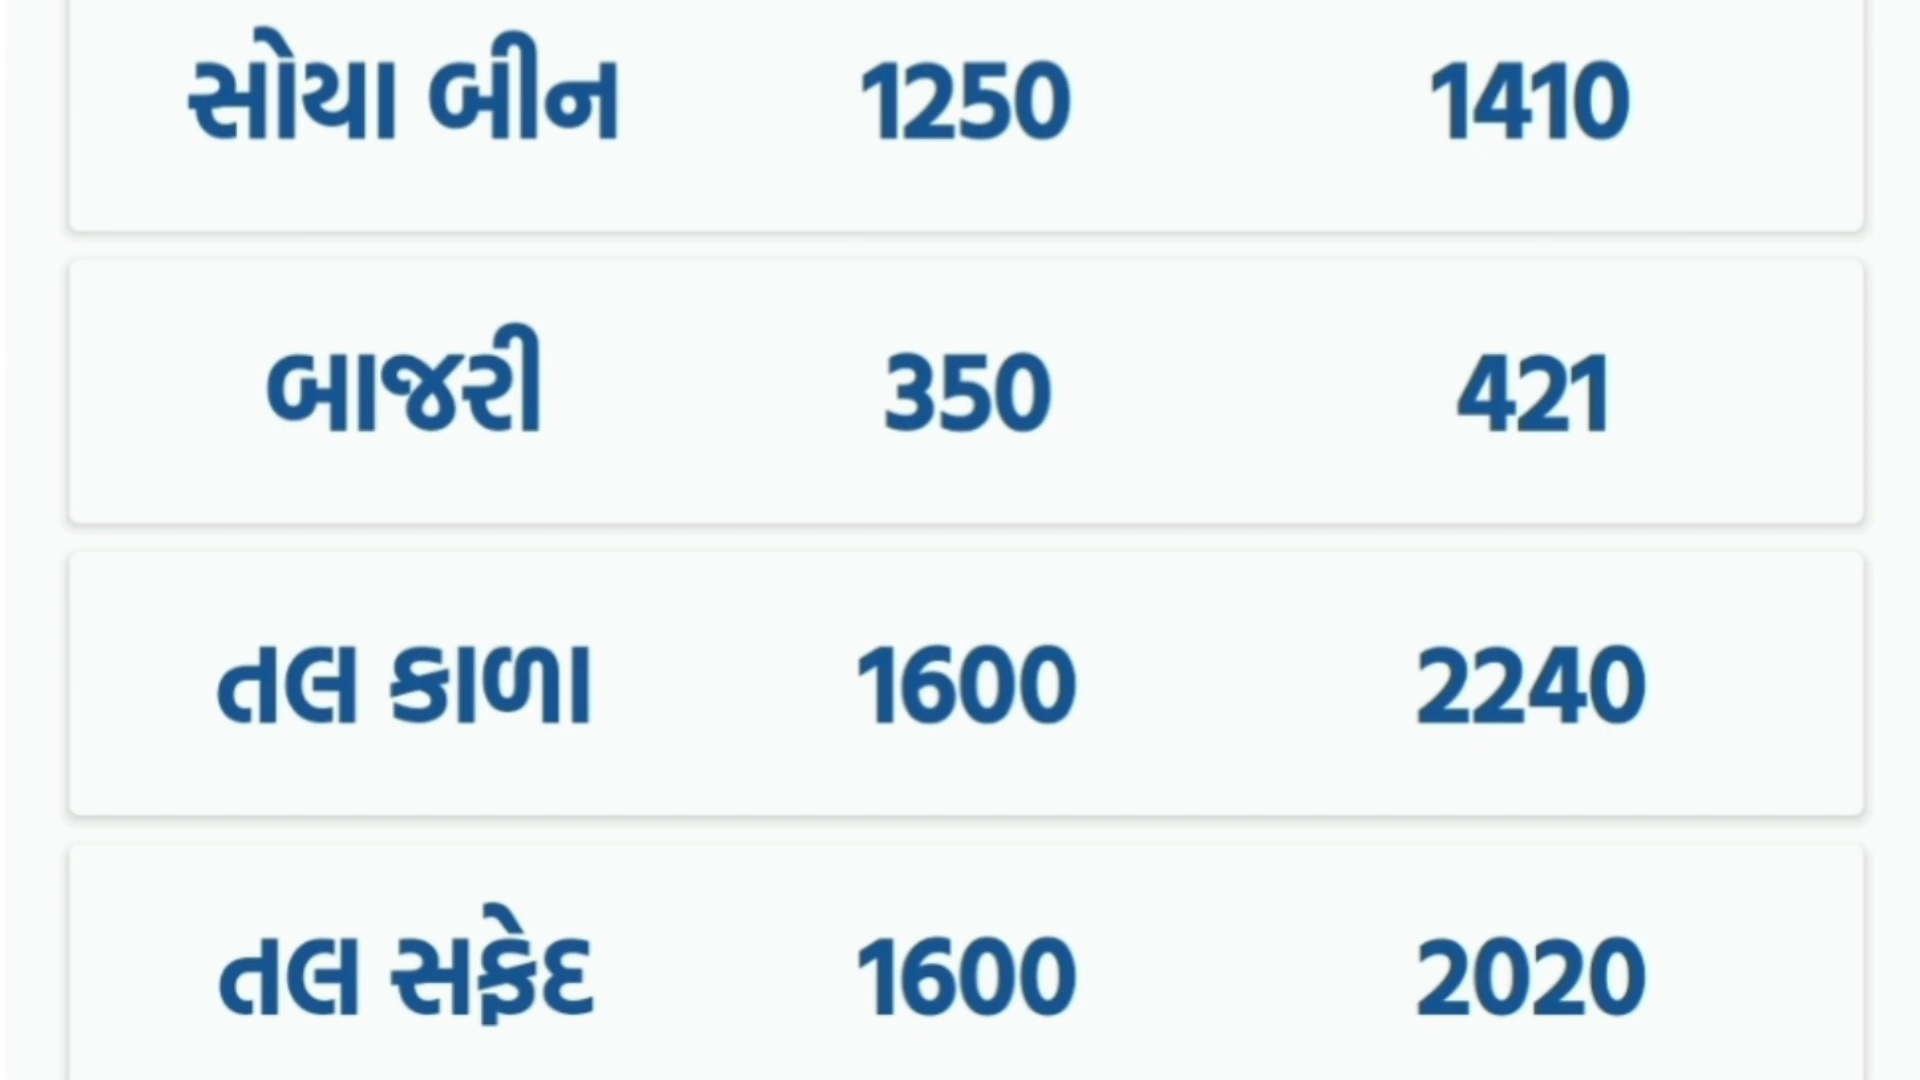 સોયા બીન 1250 1410
બાજરી 350 421
તલ કાળા 1600 2240
તલ સફેદ 1600 2020